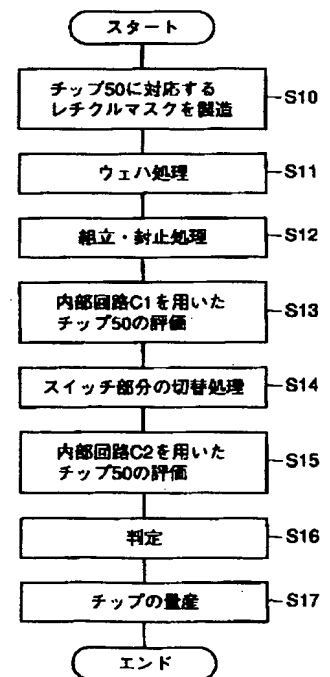 スタート
チップ50に対応する
レチクルマスクを製造
S10
ウェハ処理
S11
組立・封止処理
S12
内部回路C1を用いた
チップ50の評価
S13
スイッチ部分の切替処理
S14
内部回路C2を用いた
チップ50の評価
S15
判定
S16
チップの量産
S17
エンド